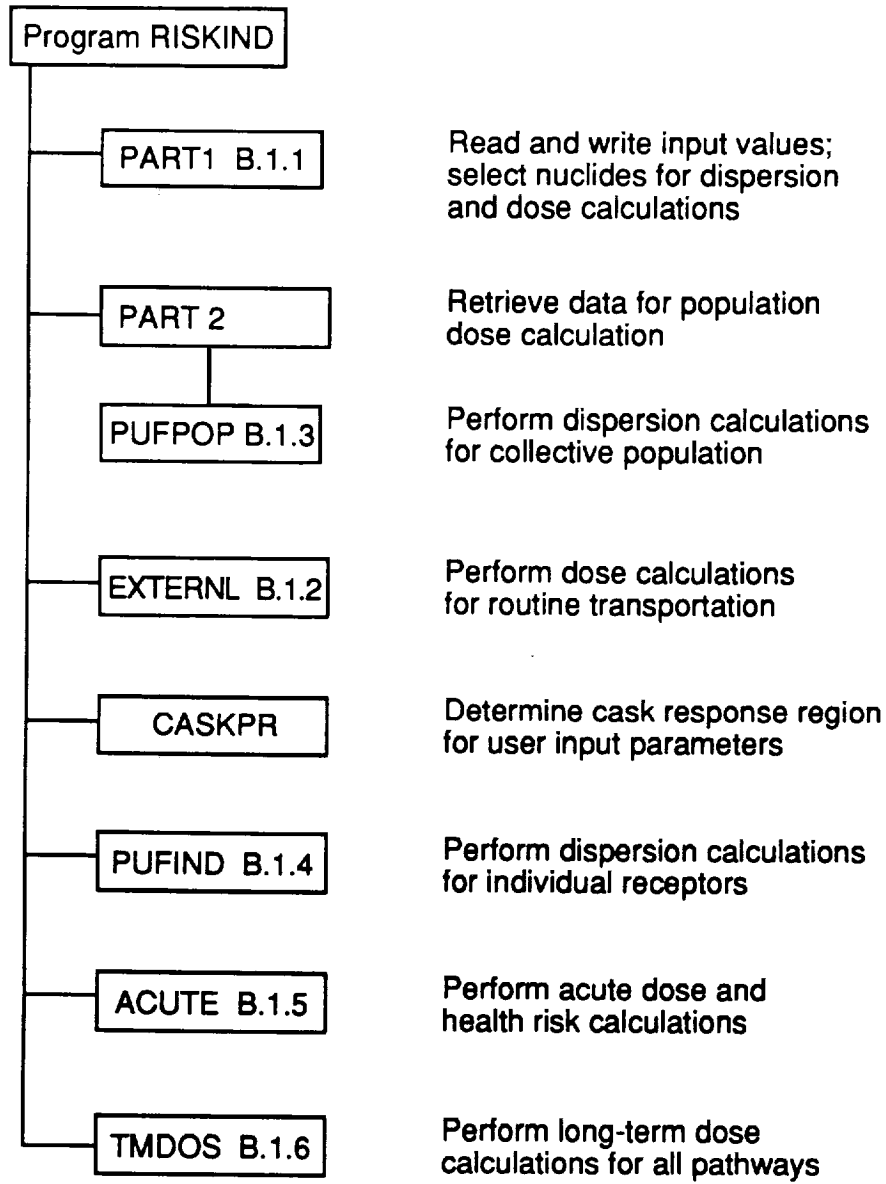 Program RISKIND
PART1 B.1.1
Read and write input values;
select nuclides for dispersion
and dose calculations
PART 2
Retrieve data for population
dose calculation
PUFPOP B.1.3
Perform dispersion calculations
for collective population
EXTERNL B.1.2
Perform dose calculations
for routine transportation
CASKPR
Determine cask response region
for user input parameters
PUFIND B.1.4
Perform dispersion calculations
for individual receptors
ACUTE B.1.5
Perform acute dose and
health risk calculations
TMDOS B.1.6
Perform long-term dose
calculations for all pathways